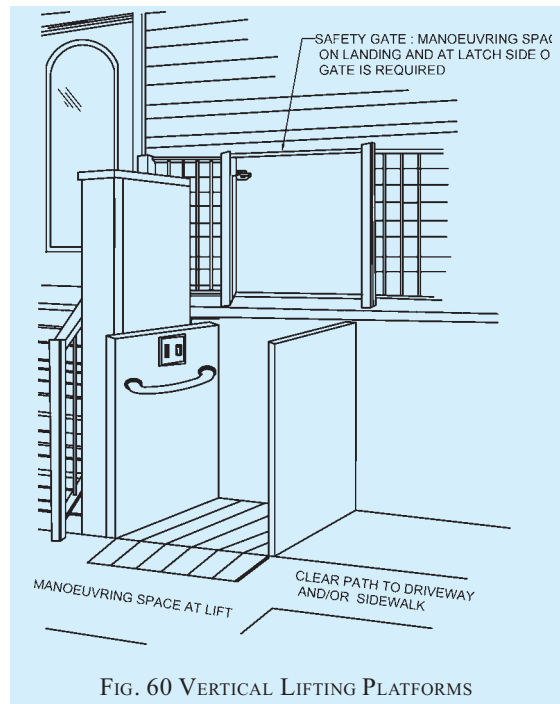 SAFETY GATE : MANOEUVRING SPAC
ON LANDING AND AT LATCH SIDE O
GATE IS REQUIRED
MANOEUVRING SPACE AT LIFT
CLEAR PATH TO DRIVEWAY
AND/OR SIDEWALK
FIG. 60 VERTICAL LIFTING PLATFORMS